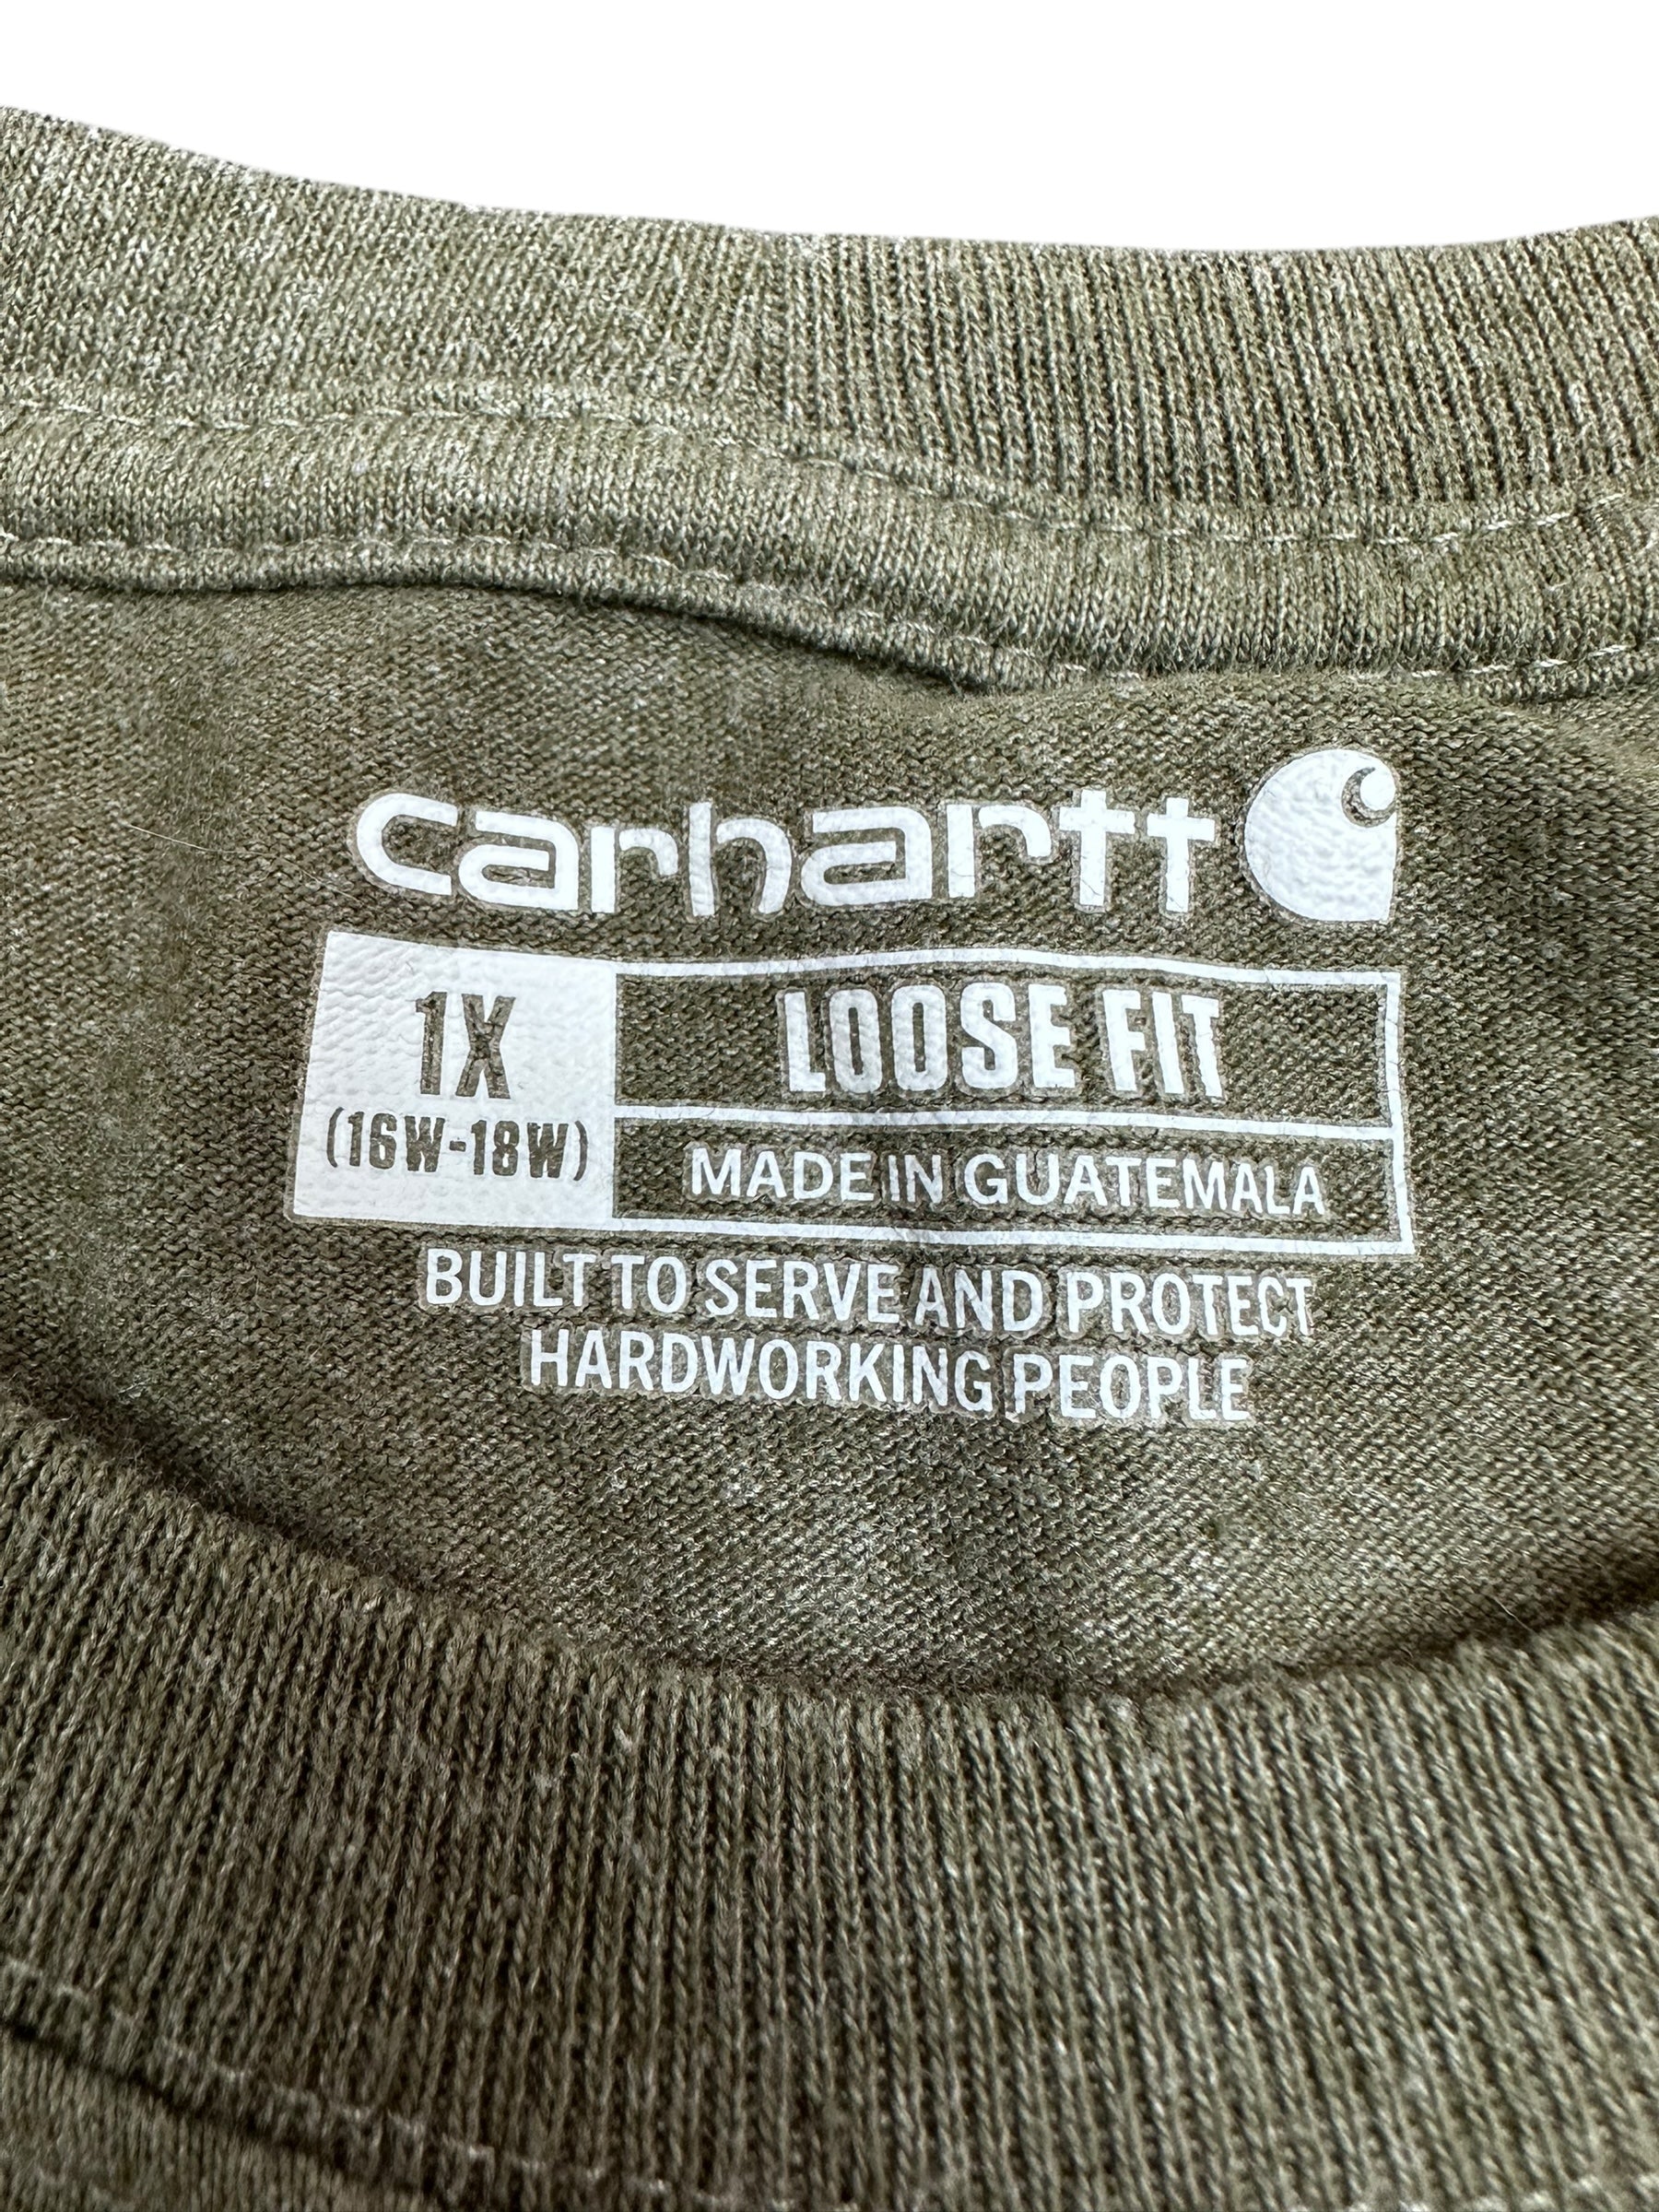 carhartt
1X
(16W-18W)
LOOSE FIT
MADE IN GUATEMALA
BUILT TO SERVE AND PROTECT
HARDWORKING PEOPLE